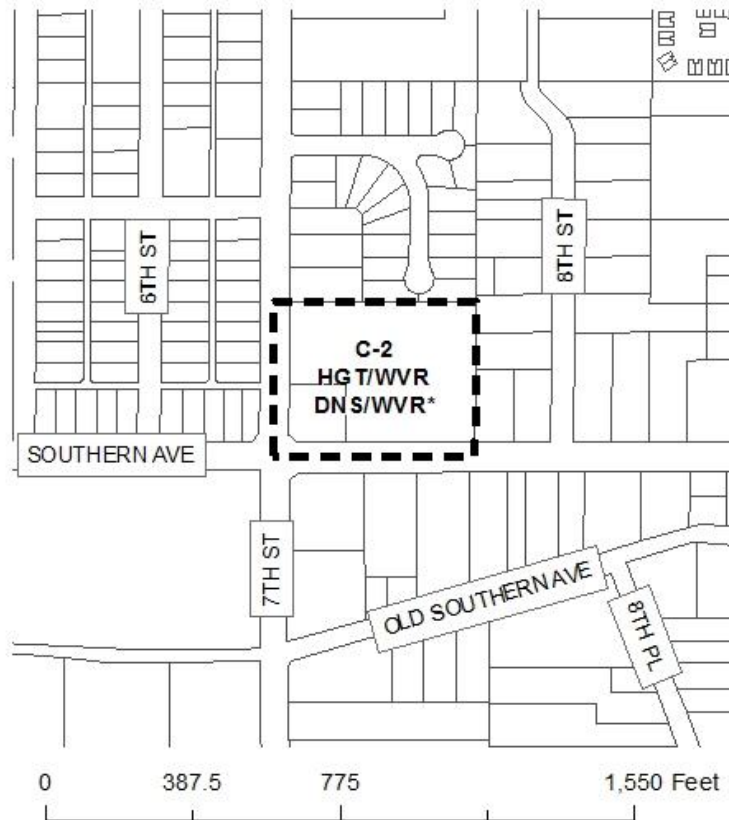 6TH ST
8TH ST
C-2
HGT/WVR
DNS/WVR*
SOUTHERN AVE
7TH ST
OLD SOUTHERN AVE
8TH PL
0 387.5 775 1,550 Feet